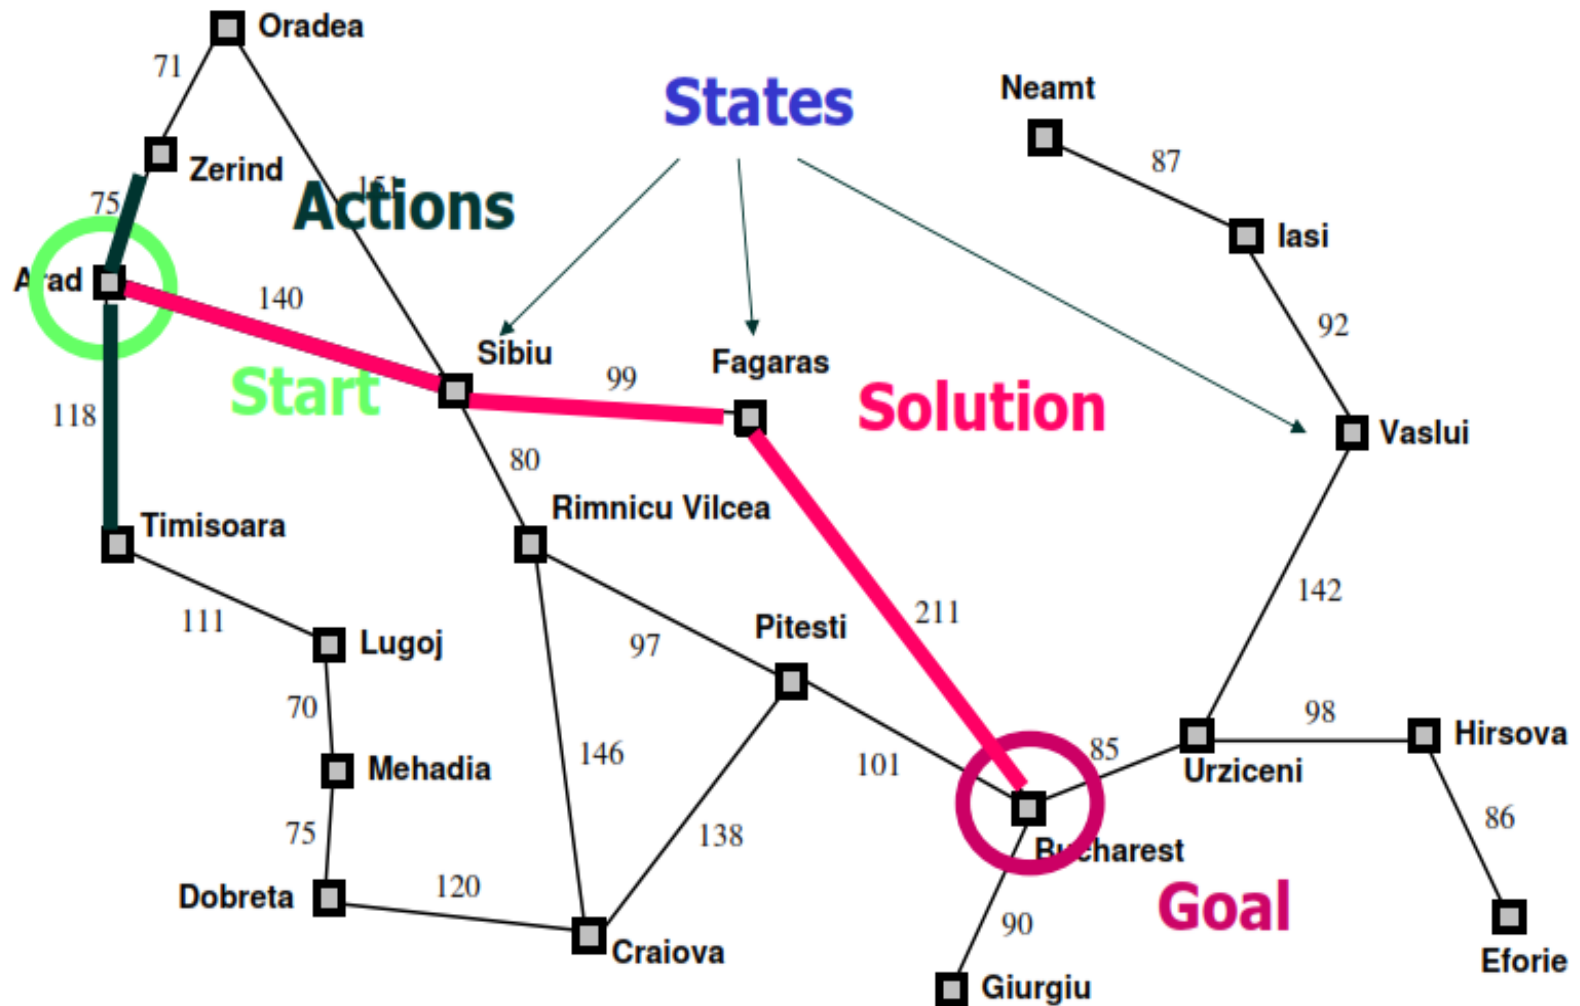 Oradea
71
Neamt
States
87
Zerind
151
Actions
75
Iasi
Arad
140
92
Sibiu
Fagaras
99
Start
Solution
118
Vaslui
80
Rimnicu Vilcea
Timisoara
142
111
211
Pitesti
Lugoj
97
70
98
Hirsova
146
85
101
Mehadia
Urziceni
75
138
86
Bucharest
120
Dobreta
Goal
90
Craiova
Eforie
Giurgiu